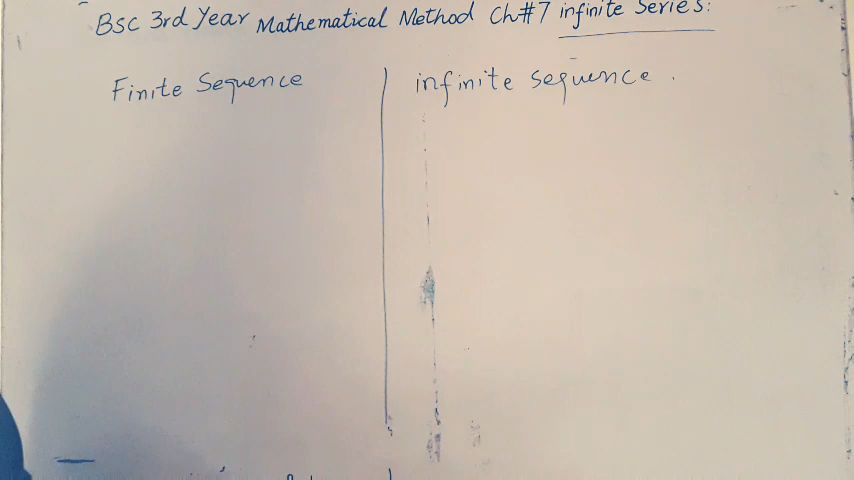 Bsc 3rd Year Mathematical Method Ch#7 infinite Series:
Finite Sequence
infinite sequence.